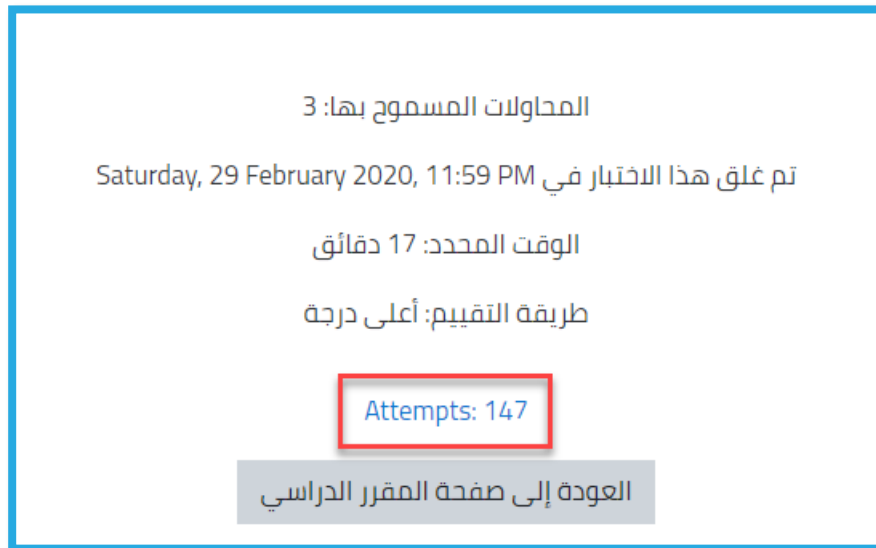 المحاولات المسموح بها: 3
تم غلق هذا الاختبار في Saturday, 29 February 2020, 11:59 PM
الوقت المحدد: 17 دقائق
طريقة التقييم: أعلى درجة
Attempts: 147
العودة إلى صفحة المقرر الدراسي